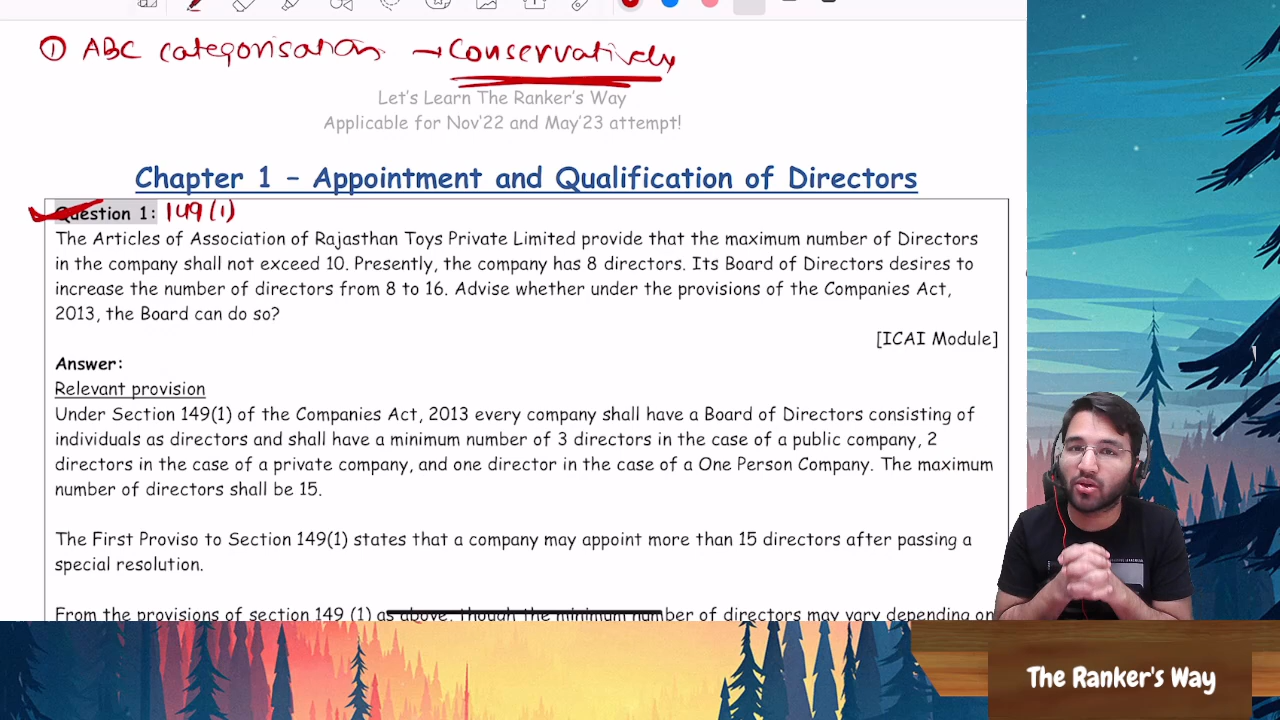 ① ABC categorisation → Conservatively
Let's Learn The Ranker's Way
Applicable for Nov'22 and May'23 attempt!
Chapter 1 – Appointment and Qualification of Directors
Question 1: 149(1)
The Articles of Association of Rajasthan Toys Private Limited provide that the maximum number of Directors
in the company shall not exceed 10. Presently, the company has 8 directors. Its Board of Directors desires to
increase the number of directors from 8 to 16. Advise whether under the provisions of the Companies Act,
2013, the Board can do so?
[ICAI Module]
Answer:
Relevant provision
Under Section 149(1) of the Companies Act, 2013 every company shall have a Board of Directors consisting of
individuals as directors and shall have a minimum number of 3 directors in the case of a public company, 2
directors in the case of a private company, and one director in the case of a One Person Company. The maximum
number of directors shall be 15.
The First Proviso to Section 149(1) states that a company may appoint more than 15 directors after passing a
special resolution.
From the provisions of section 149 (1) as above, though the minimum number of directors may vary depending on
The Ranker's Way